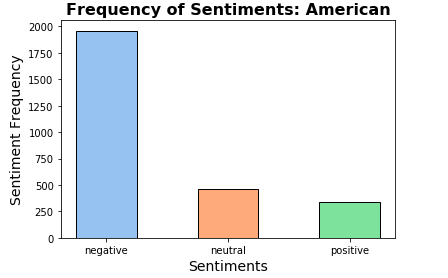 Frequency of Sentiments: American
Sentiment Frequency
2000
1750
1500
1250
1000
750
500
250
0
negative neutral positive
Sentiments